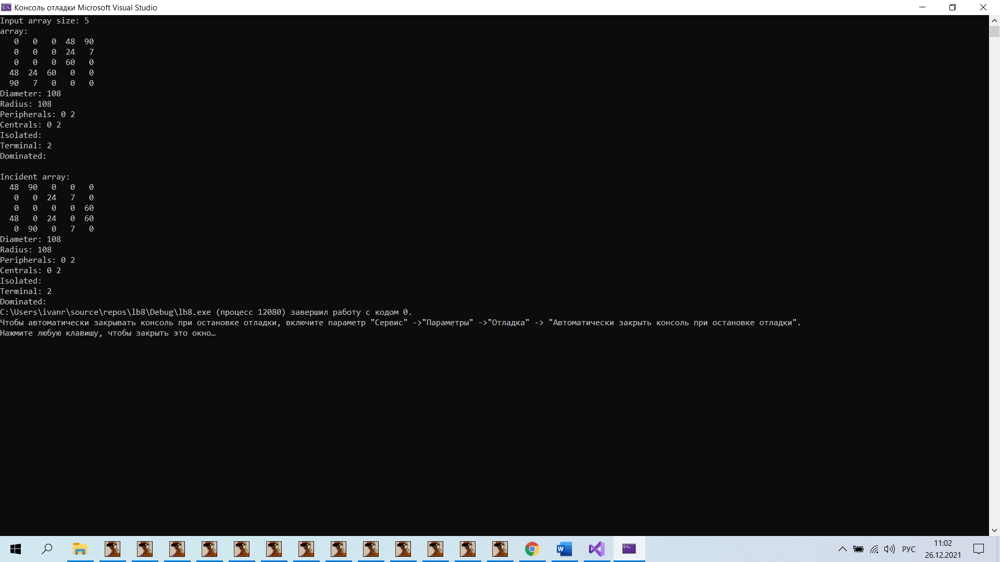 Консоль отладки Microsoft Visual Studio
Input array size: 5
array:
   0   0   0  48  90
   0   0   0  24   7
   0   0   0  60   0
  48  24  60   0   0
  90   7   0   0   0
Diameter: 108
Radius: 108
Peripherals: 0 2
Centrals: 0 2
Isolated:
Terminal: 2
Dominated:

Incident array:
  48  90   0   0   0
   0   0  24   7   0
   0   0   0   0  60
  48   0  24   0  60
   0  90   0   7   0
Diameter: 108
Radius: 108
Peripherals: 0 2
Centrals: 0 2
Isolated:
Terminal: 2
Dominated:
C:\Users\ivanr\source\repos\lb8\Debug\lb8.exe (процесс 12080) завершил работу с кодом 0.
Чтобы автоматически закрывать консоль при остановке отладки, включите параметр "Сервис" ->"Параметры" ->"Отладка" -> "Автоматически закрыть консоль при остановке отладки".
Нажмите любую клавишу, чтобы закрыть это окно…
РУС
11:02
26.12.2021